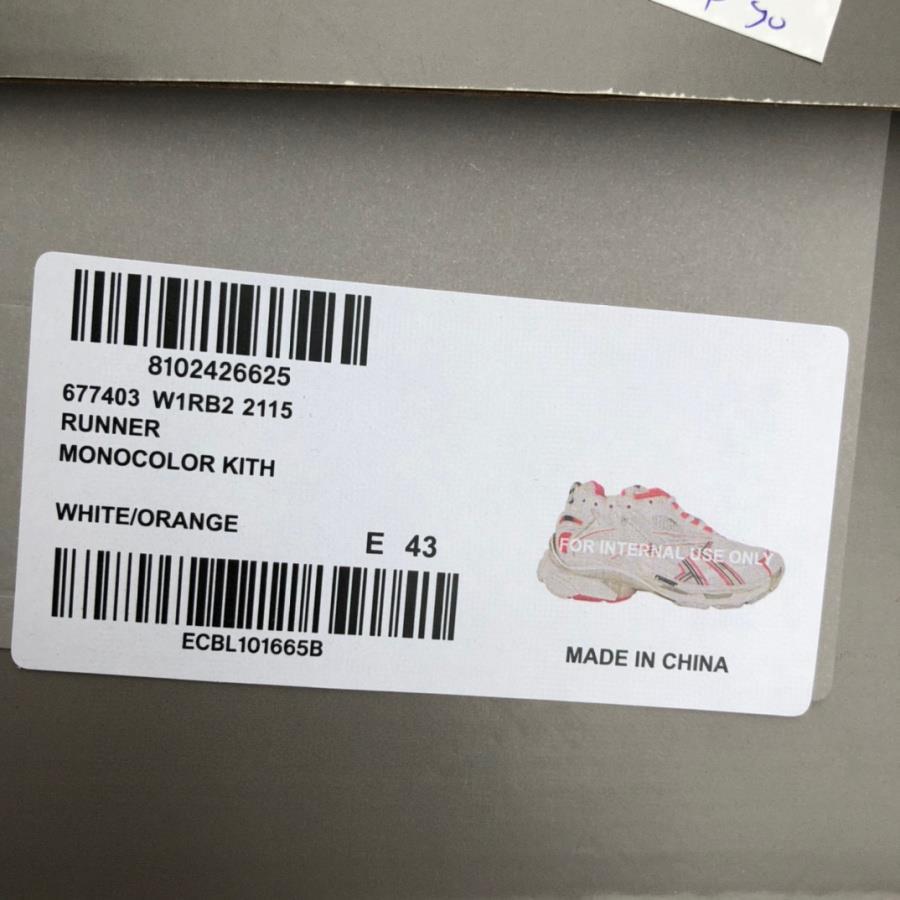 8102426625
677403 W1RB2 2115
RUNNER
MONOCOLOR KITH
WHITE/ORANGE
E 43
ECBL101665B
FOR INTERNAL USE ONLY
MADE IN CHINA